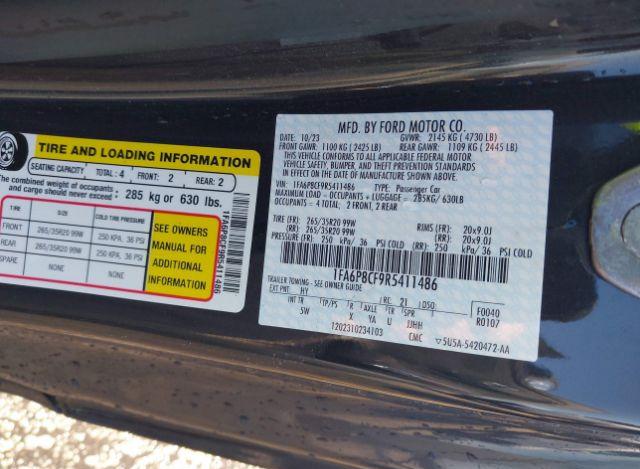 TIRE AND LOADING INFORMATION
SEATING CAPACITY TOTAL: 4 FRONT: 2 REAR: 2
The combined weight of occupants and cargo should never exceed: 285 kg or 630 lbs.
TIRE SIZE COLD TIRE PRESSURE
FRONT 265/35R20 99W 250 KPA, 36 PSI
REAR 265/35R20 99W 250 KPA, 36 PSI
SPARE NONE
SEE OWNERS
MANUAL FOR
ADDITIONAL
INFORMATION
1FA6P8CF9R5411486
MFD. BY FORD MOTOR CO.
DATE: 10/23 GVWR: 2145 KG ( 4730 LB)
FRONT GAWR: 1100 KG ( 2425 LB) REAR GAWR: 1109 KG ( 2445 LB)
THIS VEHICLE CONFORMS TO ALL APPLICABLE FEDERAL MOTOR
VEHICLE SAFETY, BUMPER, AND THEFT PREVENTION STANDARDS
IN EFFECT ON THE DATE OF MANUFACTURE SHOWN ABOVE.
VIN: 1FA6P8CF9R5411486 TYPE: Passenger Car
MAXIMUM LOAD = OCCUPANTS + LUGGAGE = 285KG/ 630LB
OCCUPANTS = 4 TOTAL; 2 FRONT, 2 REAR
TIRE (FR): 265/35R20 99W RIMS (FR): 20x9.0J
(RR): 265/35R20 99W (RR): 20x9.0J
PRESSURE (FR): 250 kPa/ 36 PSI (RR): 250 kPa/ 36 PSI
1FA6P8CF9R5411486
TRAILER TOWING - SEE OWNER GUIDE
EXT PNT: HY RC: 21 DSO: F0040
INT TR TP/PS R AXLE TR SPR R0107
5W X YA U JJHH
1202310234103 CMC 5U5A-5420472-AA